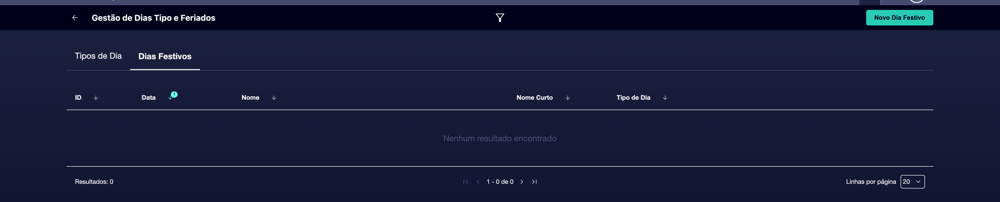 Gestão de Dias Tipo e Feriados
Novo Dia Festivo
Tipos de Dia
Dias Festivos
ID
Data
1
Nome
Nome Curto
Tipo de Dia
Nenhum resultado encontrado
Resultados: 0
1 - 0 de 0
Linhas por página
20